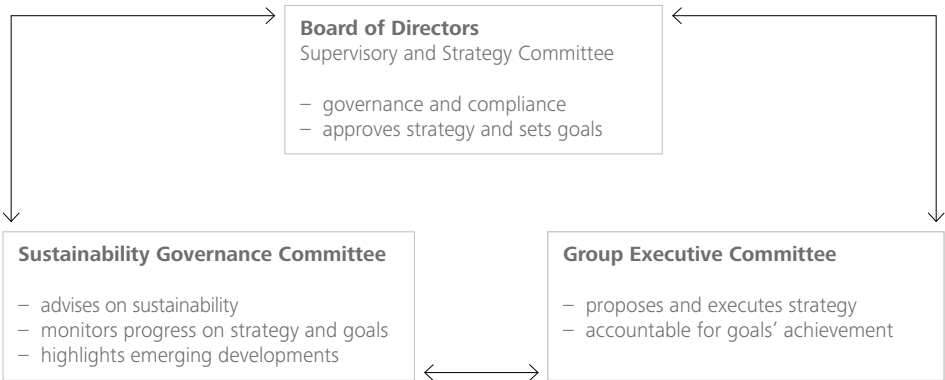 Board of Directors
Supervisory and Strategy Committee
– governance and compliance
– approves strategy and sets goals
Sustainability Governance Committee
– advises on sustainability
– monitors progress on strategy and goals
– highlights emerging developments
Group Executive Committee
– proposes and executes strategy
– accountable for goals’ achievement